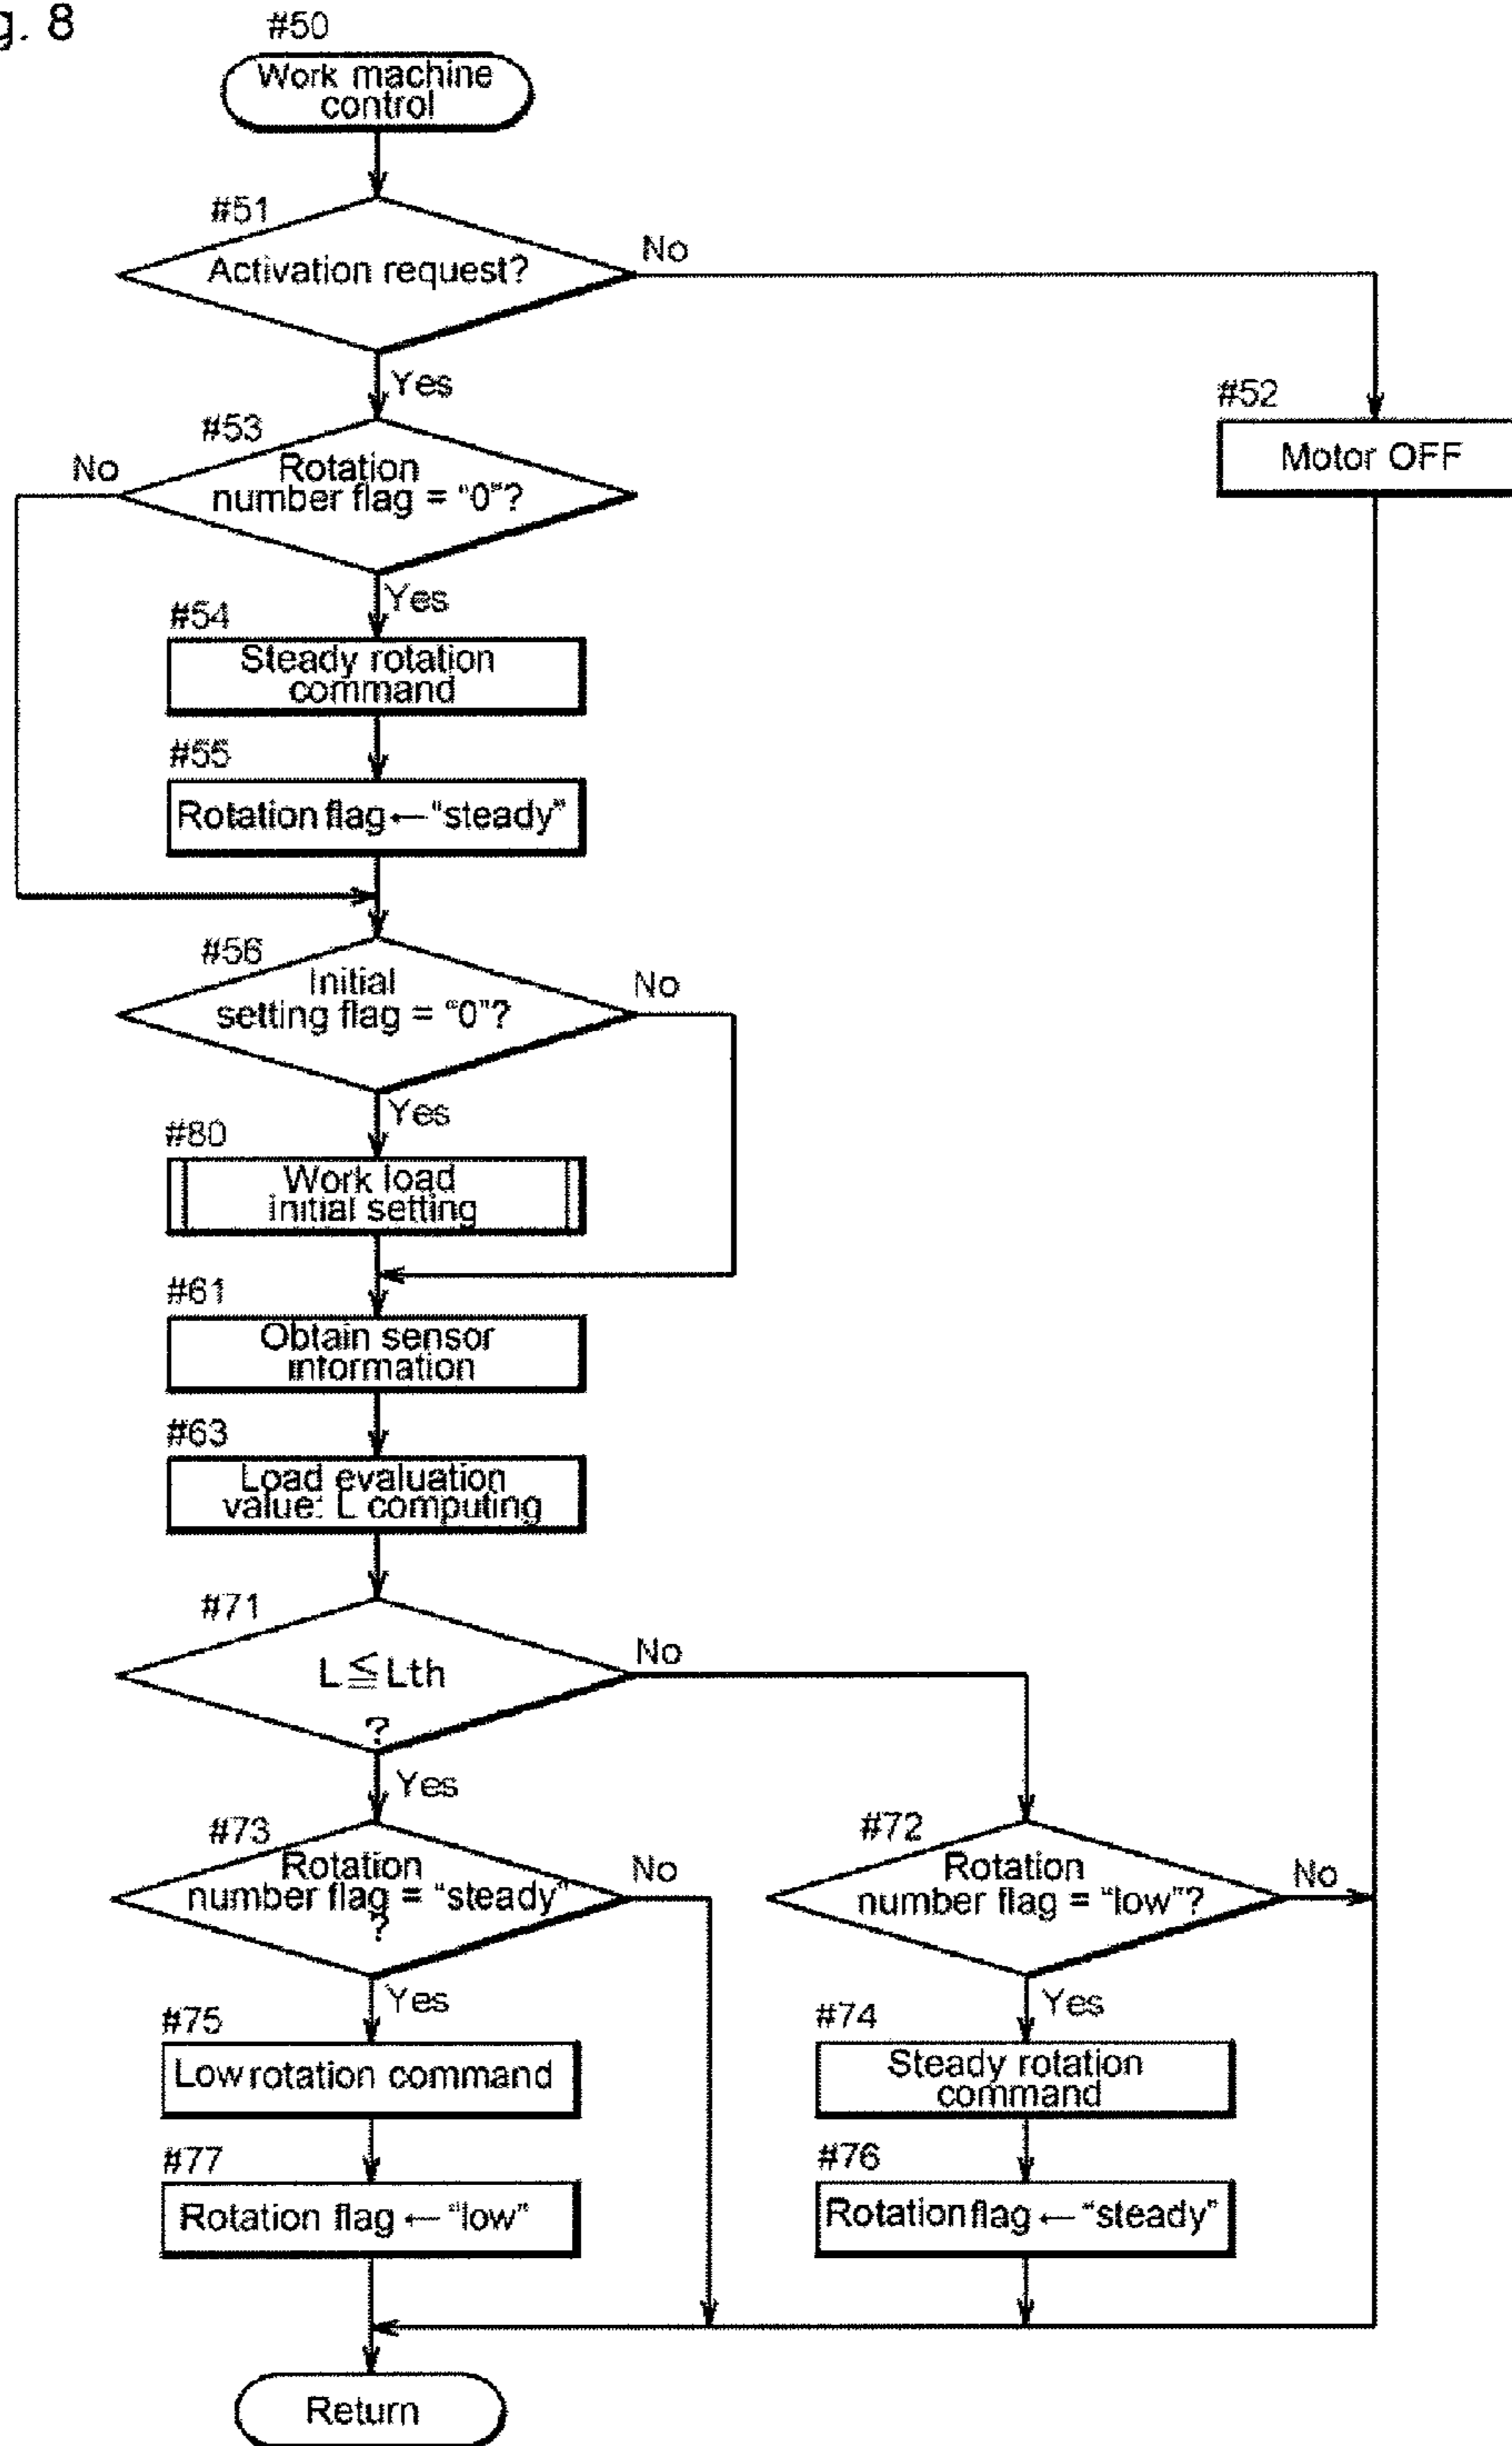 g. 8
#50
Work machine
control
#51
Activation request?
No
Yes
#52
Motor OFF
#53
No
Rotation
number flag = "0"?
Yes
#54
Steady rotation
command
#55
Rotation flag ← "steady"
#56
Initial
setting flag = "0"?
No
Yes
#80
Work load
initial setting
#61
Obtain sensor
information
#63
Load evaluation
value: L computing
#71
L ≦ Lth
?
No
Yes
#73
Rotation
number flag = "steady"
?
No
Yes
#72
Rotation
number flag = "low"?
No
Yes
#75
Low rotation command
#74
Steady rotation
command
#77
Rotation flag ← "low"
#76
Rotation flag ← "steady"
Return